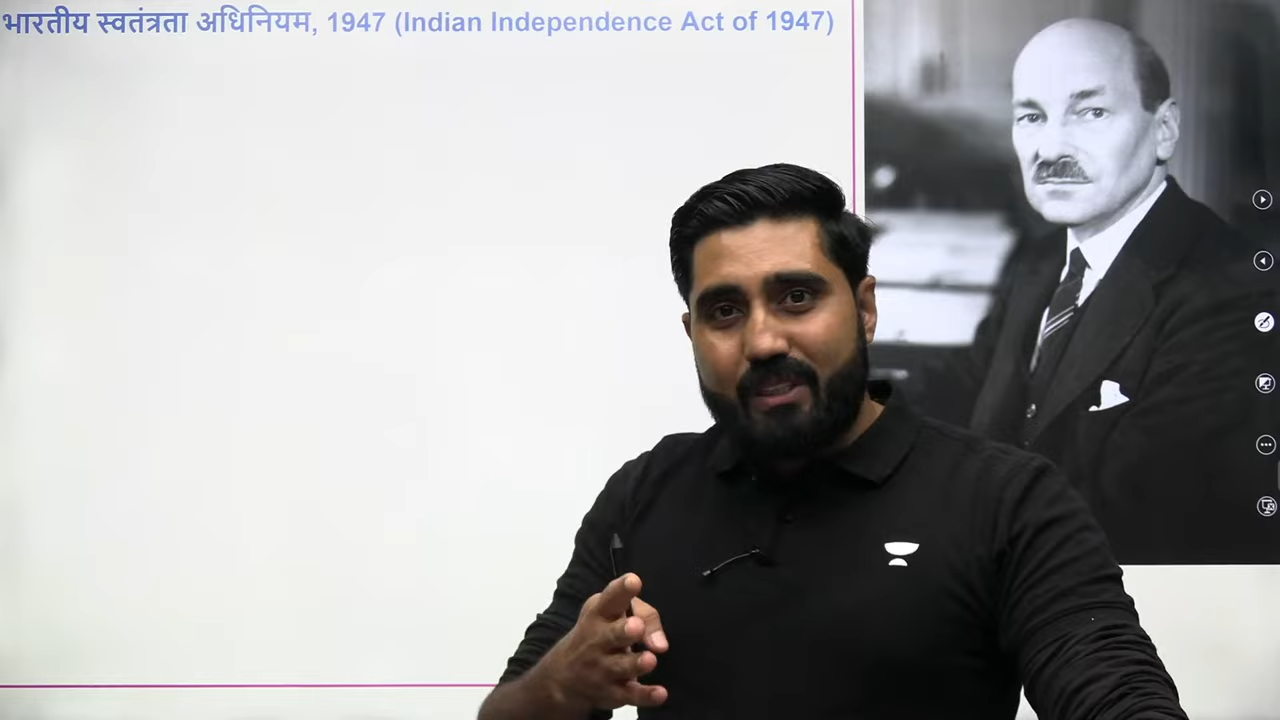 भारतीय स्वतंत्रता अधिनियम, 1947 (Indian Independence Act of 1947)